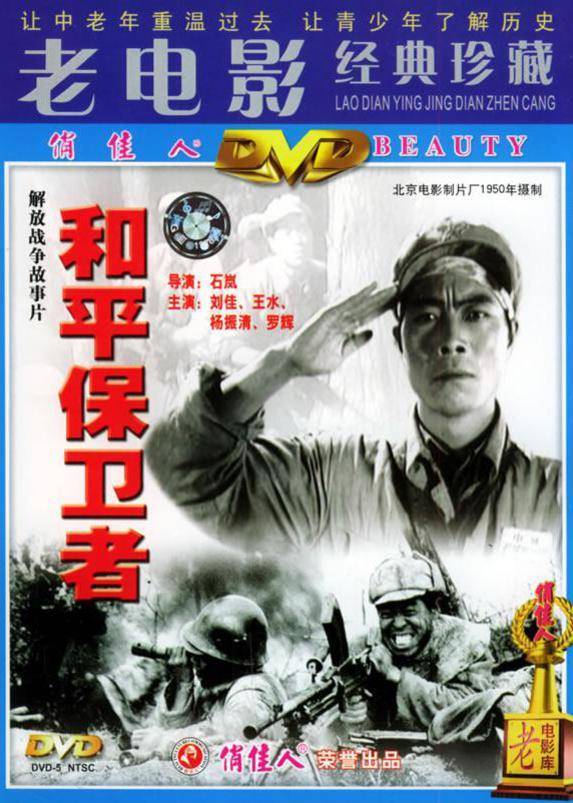 让中老年重温过去 让青少年了解历史
老电影 经典珍藏
LAO DIAN YING JING DIAN ZHEN CANG
俏佳人® DVD BEAUTY
北京电影制片厂1950年摄制
解放战争故事片
和平保卫者
导演：石岚
主演：刘佳、王水、
杨振清、罗辉
俏佳人
老电影库
DVD
DVD-5 NTSC
俏佳人® 荣誉出品